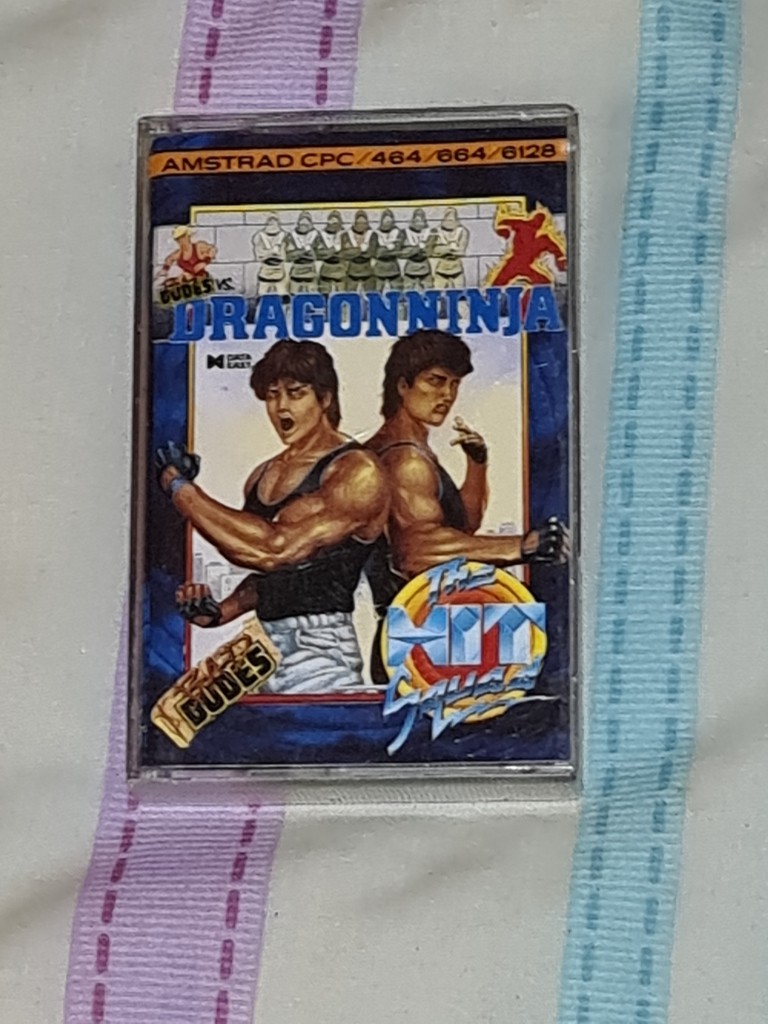 AMSTRAD CPC/464/664/6128
DUDES VS.
DRAGONNINJA
DATA
EAST
THE
HIT
SQUAD
BAD
DUDES